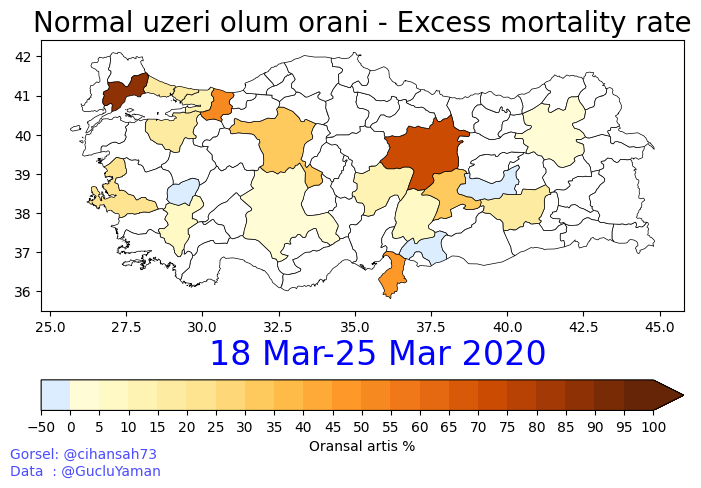 Normal uzeri olum orani - Excess mortality rate
42
41
40
39
38
37
36
25.0 27.5 30.0 32.5 35.0 37.5 40.0 42.5 45.0
18 Mar-25 Mar 2020
−50 0 5 10 15 20 25 30 35 40 45 50 55 60 65 70 75 80 85 90 95 100
Oransal artis %
Gorsel: @cihansah73
Data : @GucluYaman